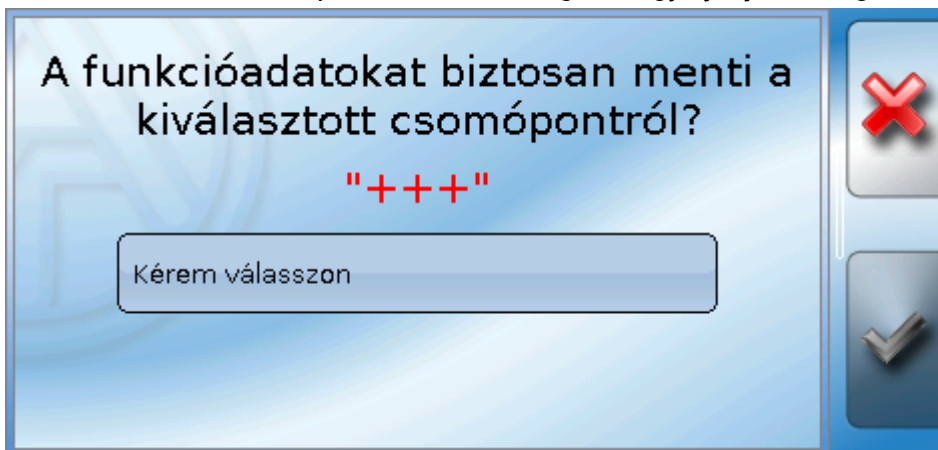 A funkcióadatokat biztosan menti a
kiválasztott csomópontról?
"+++"
Kérem válasszon